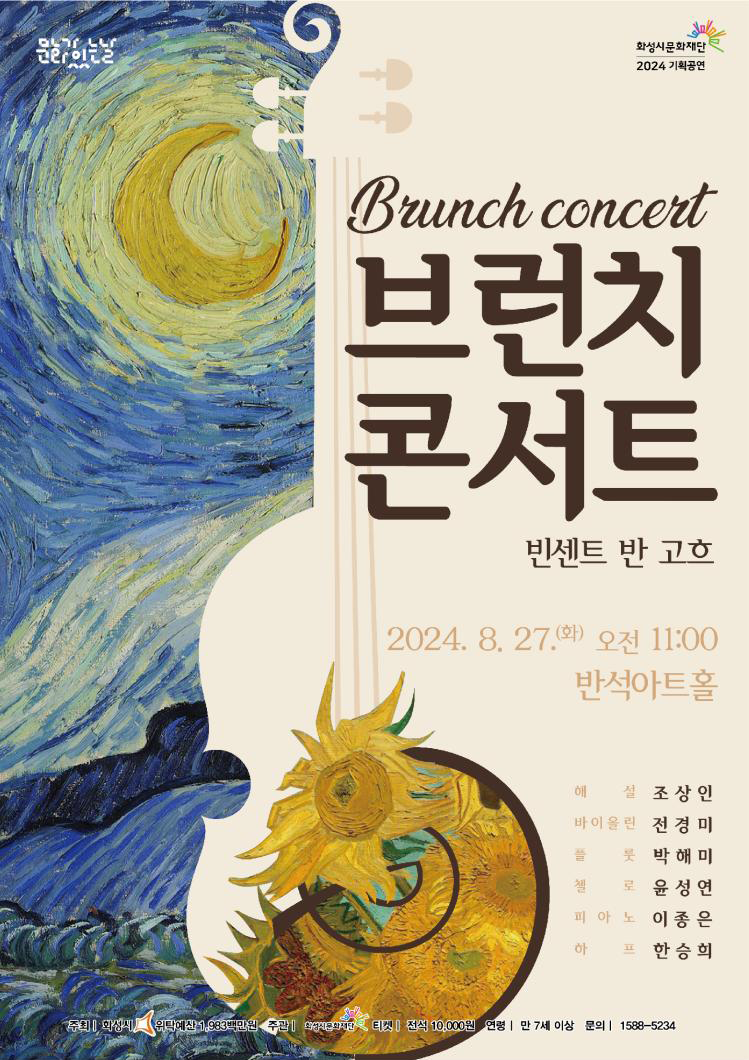 문화가있는날
화성시문화재단
2024 기획공연
Brunch concert
브런치
콘서트
빈센트 반 고흐
2024. 8. 27.(화) 오전 11:00
반석아트홀
해설 조상인
바이올린 전경미
플룻 박해미
첼로 윤성연
피아노 이종은
하프 한승희
주최 | 화성시 위탁예산 1,983백만원 주관 | 화성시문화재단 티켓 | 전석 10,000원 연령 | 만 7세 이상 문의 | 1588-5234